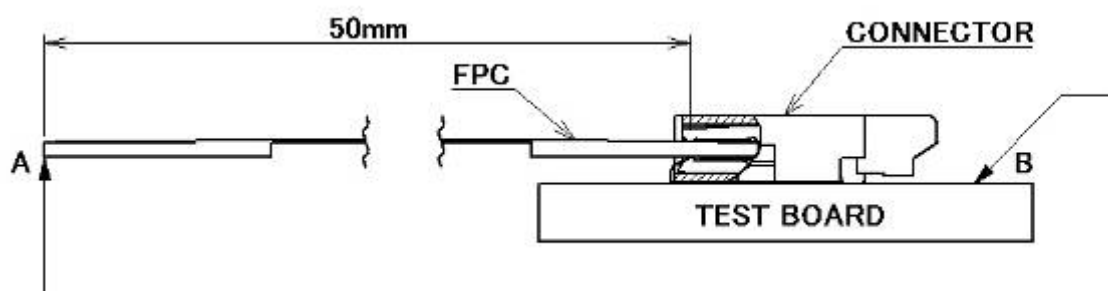 50mm
CONNECTOR
FPC
A
B
TEST BOARD